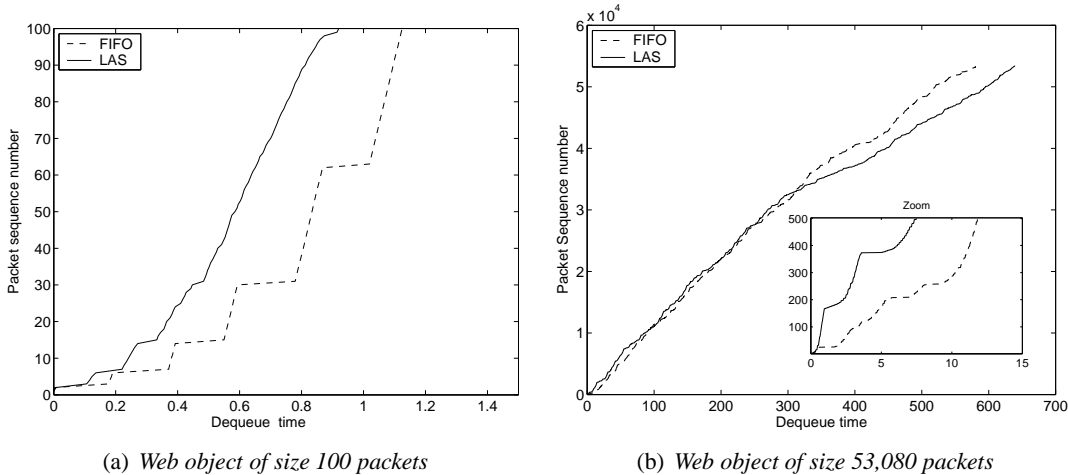 100
90
80
70
60
50
40
30
20
10
0
Packet sequence number
FIFO
LAS
0 0.2 0.4 0.6 0.8 1 1.2 1.4
Dequeue time
(a) Web object of size 100 packets
6 x 10^4
5
4
3
2
1
0
Packet Sequence number
FIFO
LAS
Zoom
500
400
300
200
100
0 5 10 15
0 100 200 300 400 500 600 700
Dequeue time
(b) Web object of size 53,080 packets